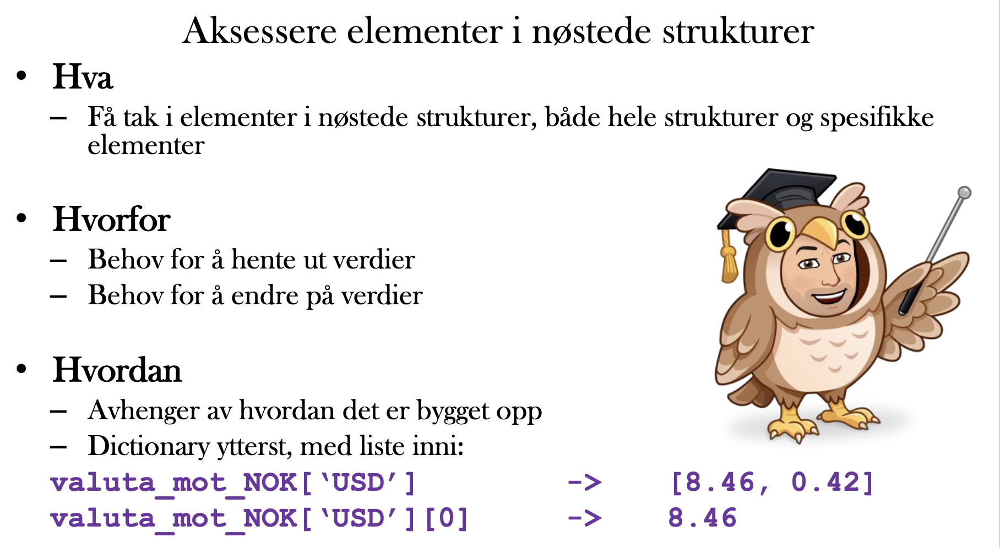 Aksessere elementer i nøstede strukturer
• Hva
– Få tak i elementer i nøstede strukturer, både hele strukturer og spesifikke
elementer
• Hvorfor
– Behov for å hente ut verdier
– Behov for å endre på verdier
• Hvordan
– Avhenger av hvordan det er bygget opp
– Dictionary ytterst, med liste inni:
valuta_mot_NOK[‘USD’] -> [8.46, 0.42]
valuta_mot_NOK[‘USD’][0] -> 8.46